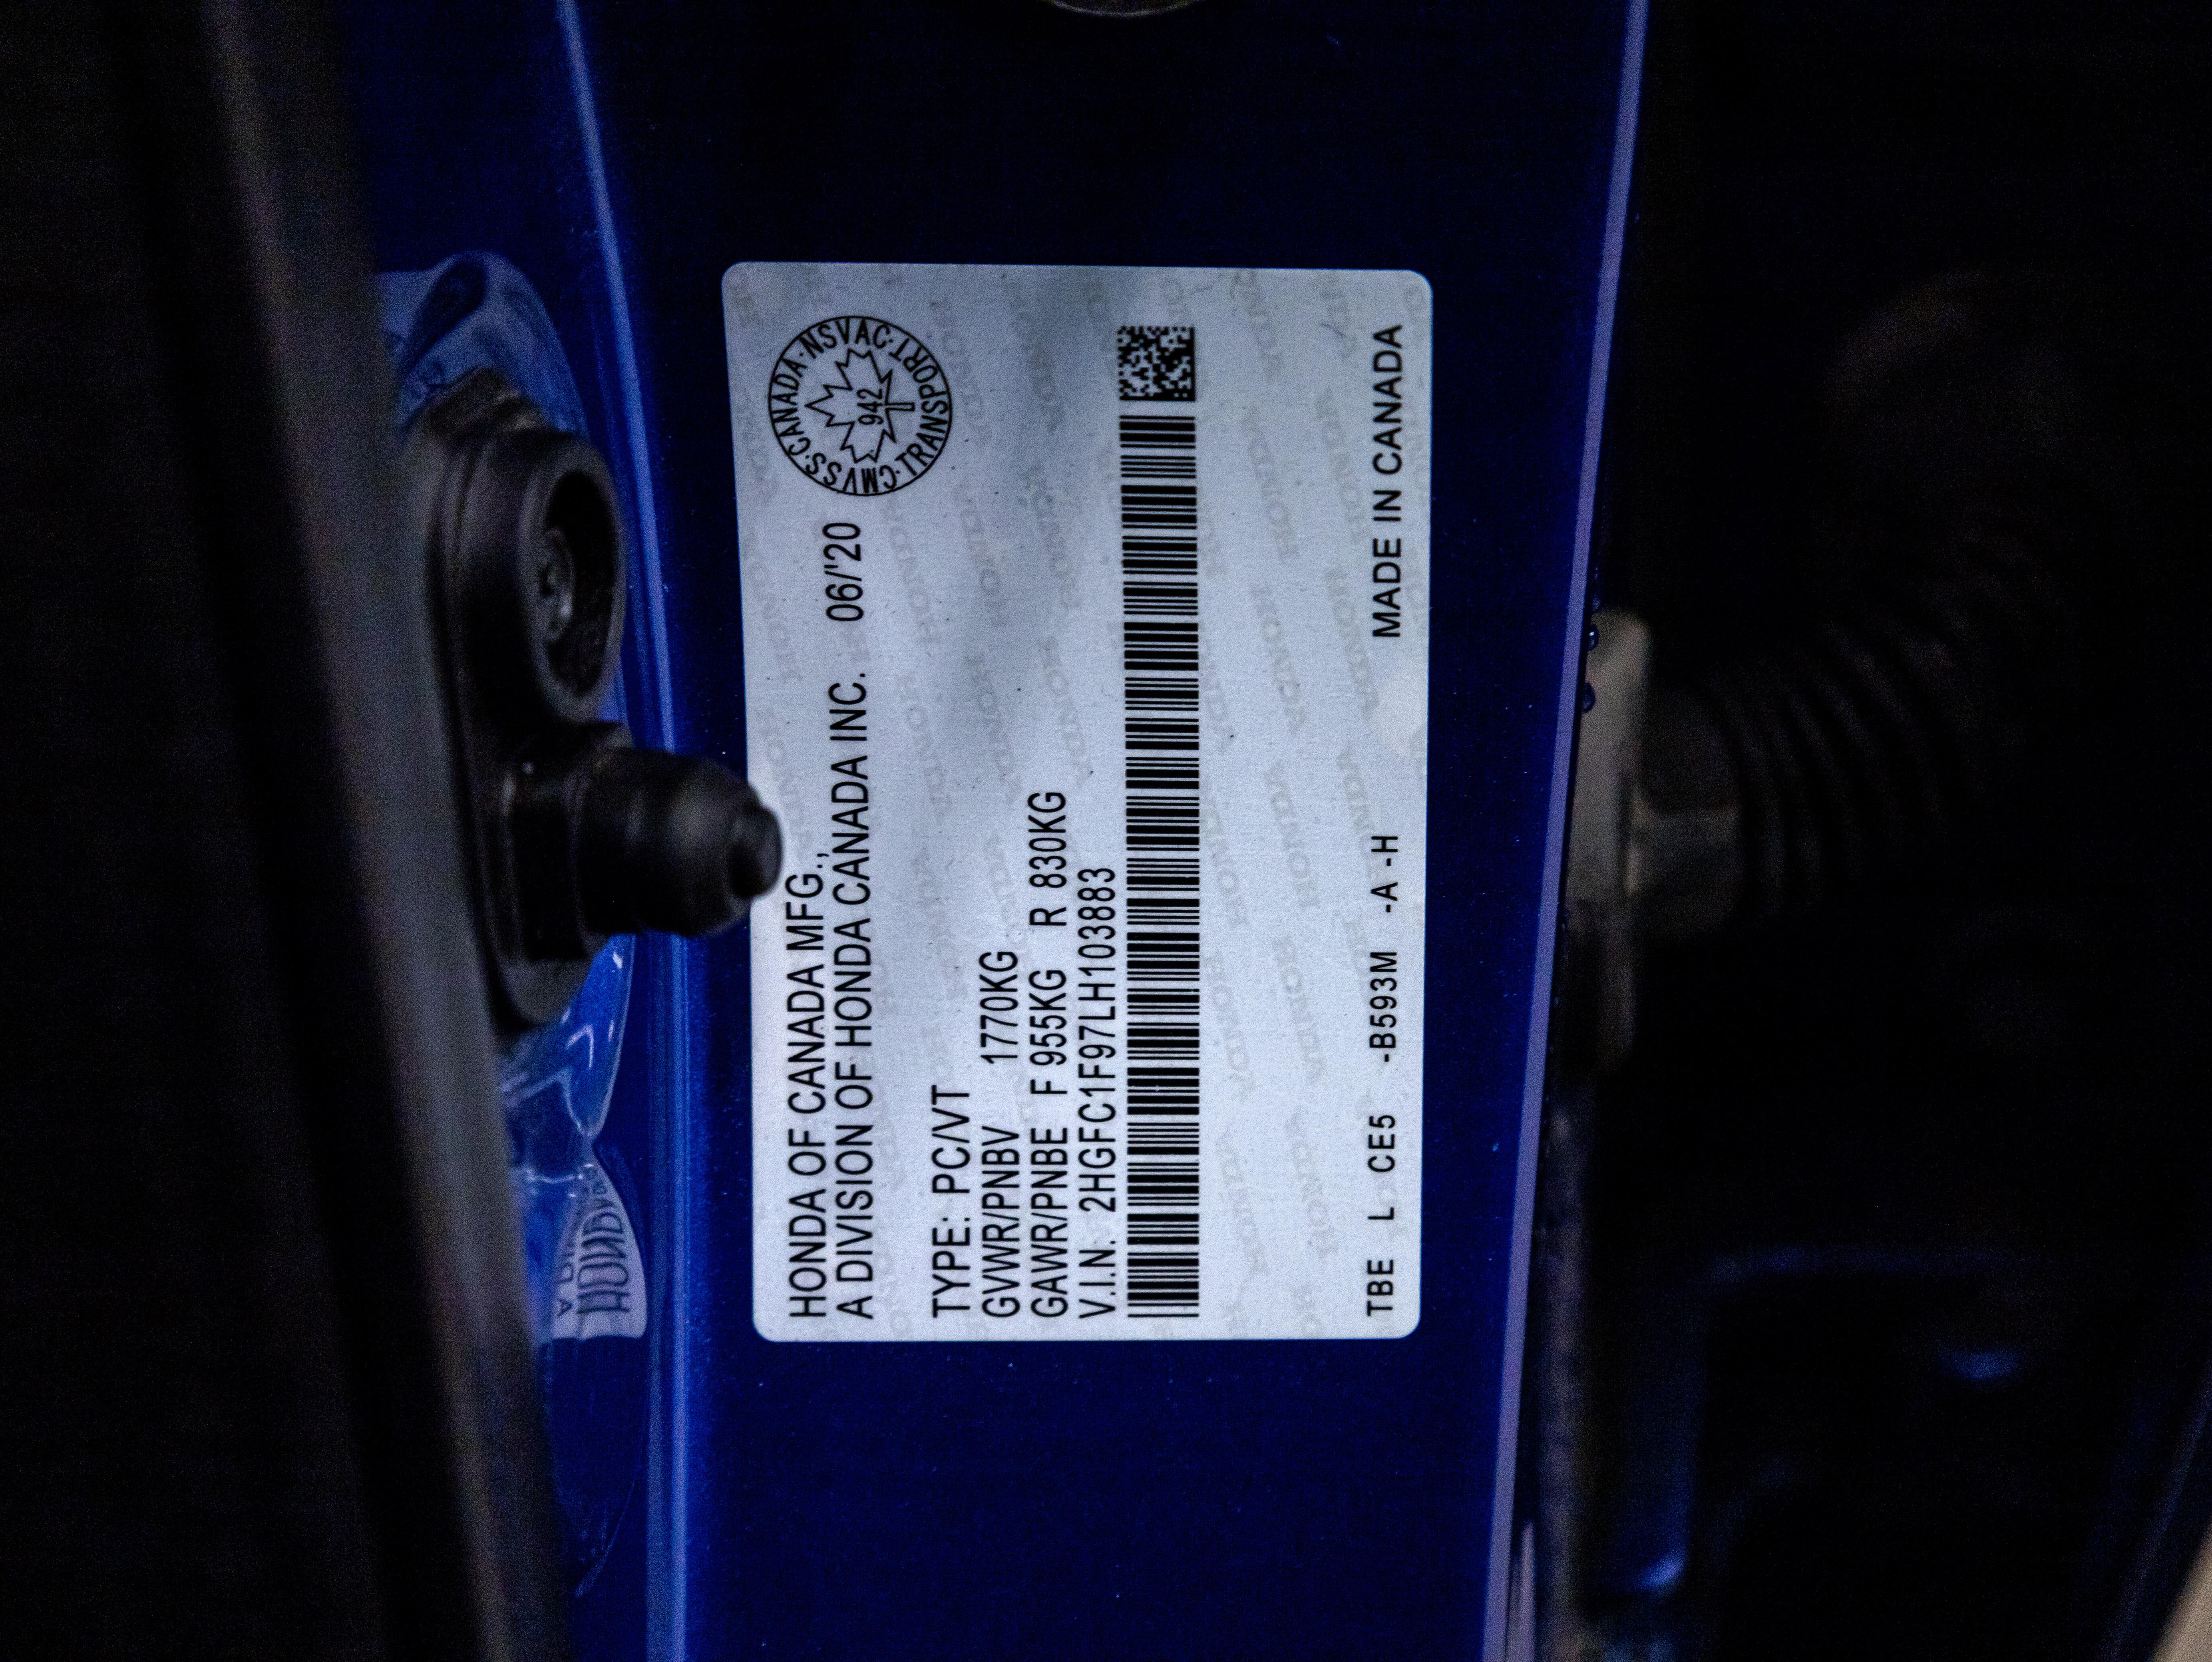 HONDA OF CANADA MFG.,
A DIVISION OF HONDA CANADA INC. 06/'20
CMVSS·CANADA·NSVAC·TRANSPORT·
942
TYPE: PC/VT
GVWR/PNBV 1770KG
GAWR/PNBE F 955KG R 830KG
V.I.N. 2HGFC1F97LH103883
TBE L CE5 -B593M -A -H MADE IN CANADA